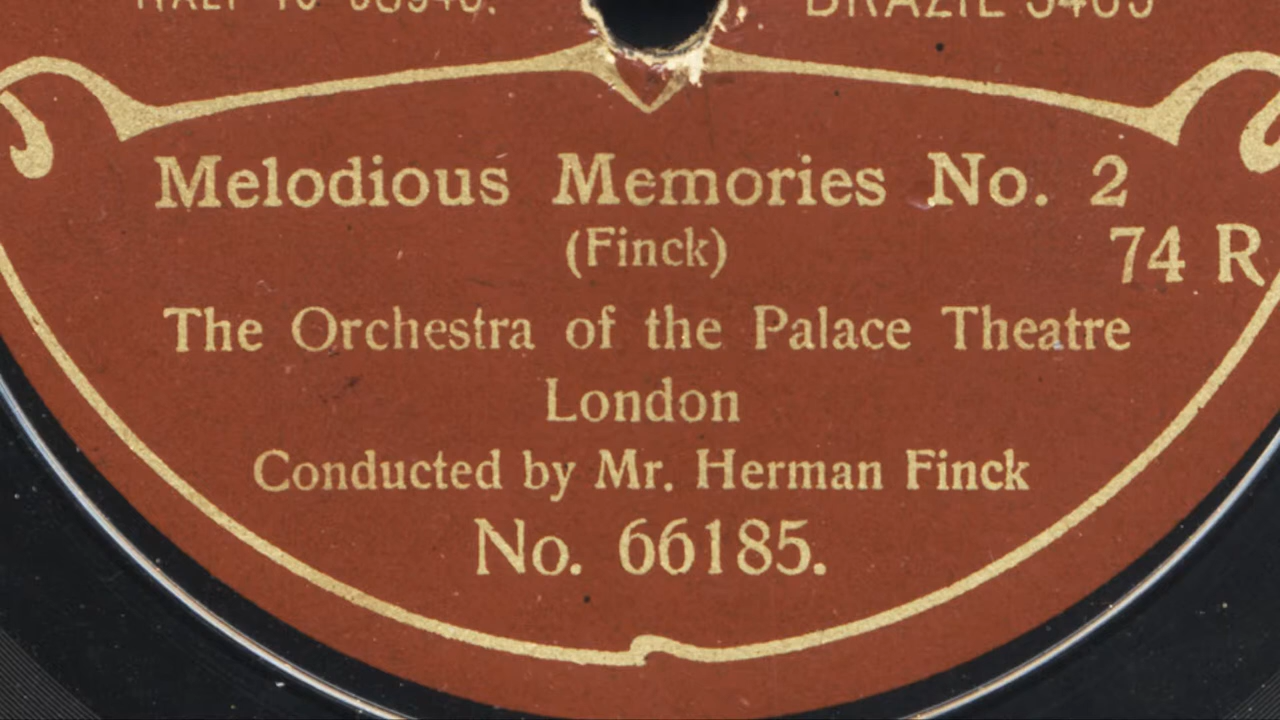 BRAZIL
Melodious Memories No. 2
(Finck)
74 R
The Orchestra of the Palace Theatre
London
Conducted by Mr. Herman Finck
No. 66185.